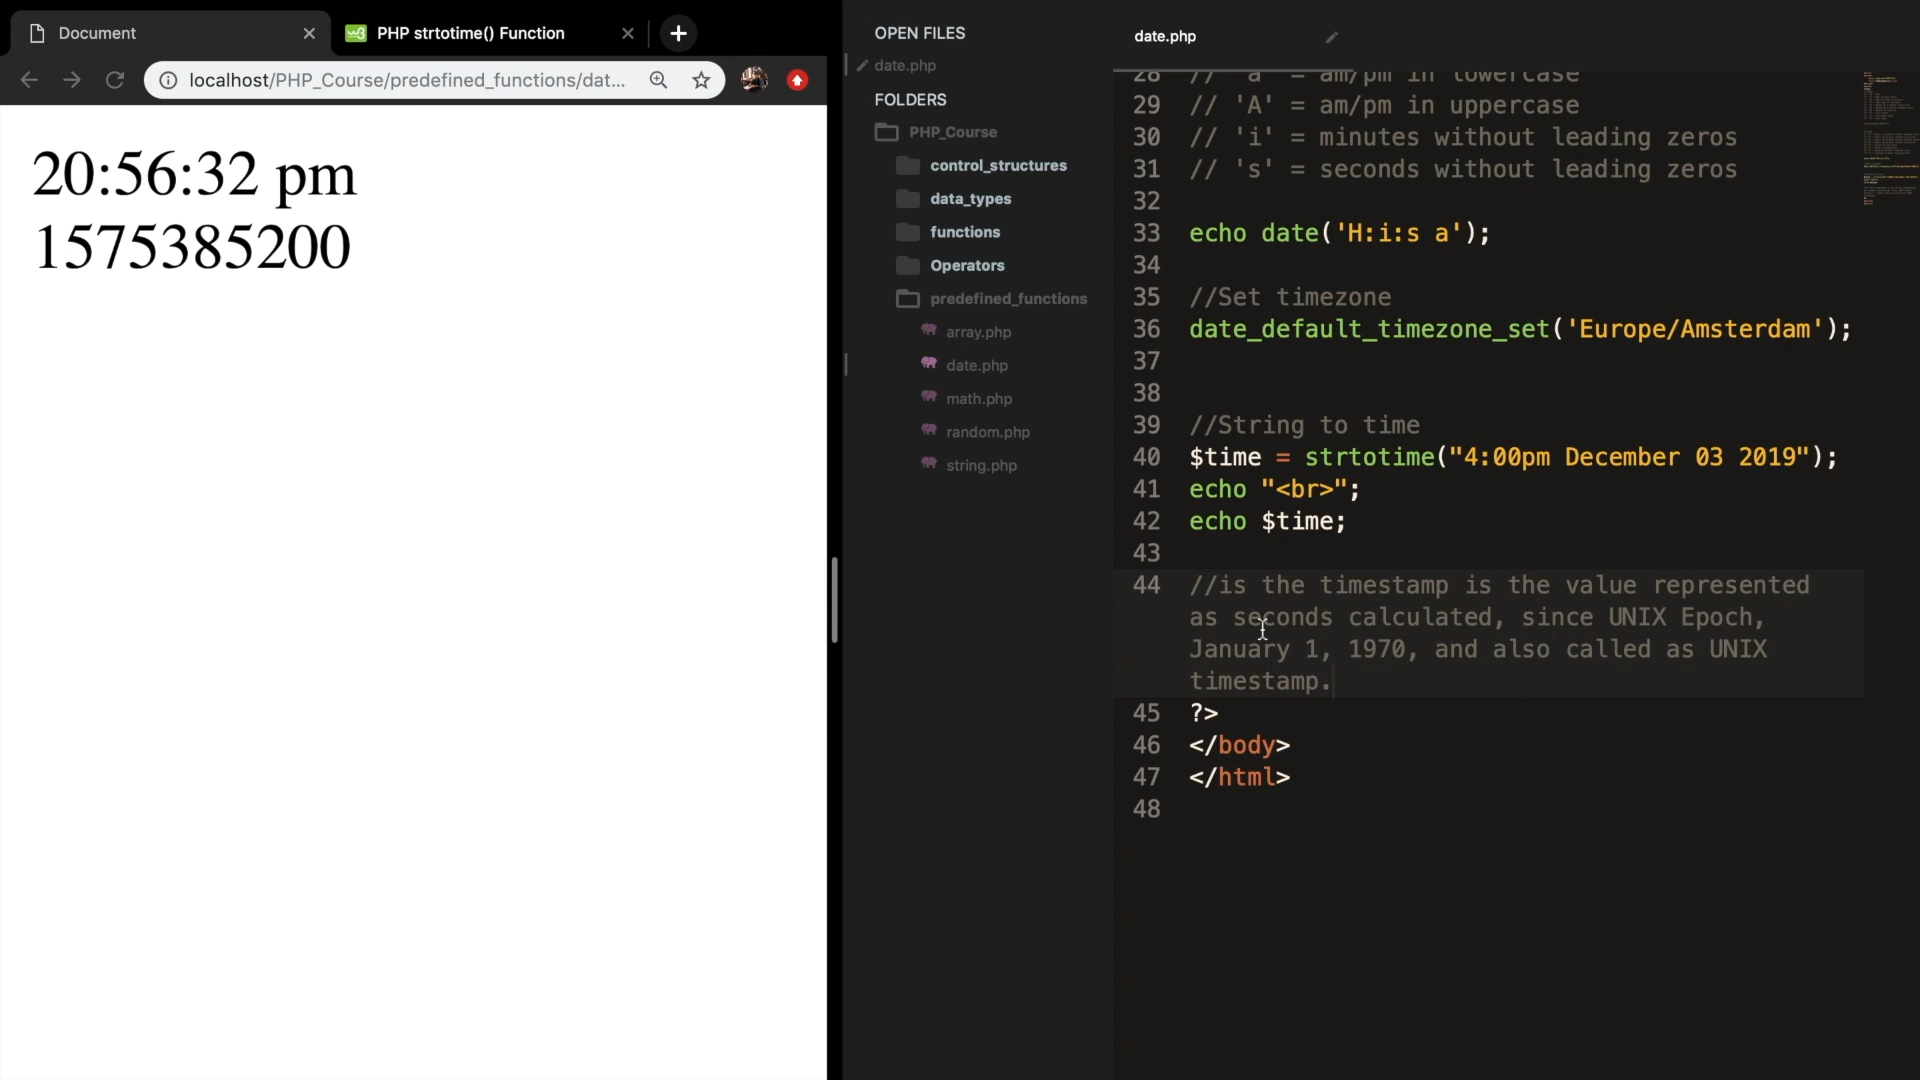 Document
PHP strtotime() Function
localhost/PHP_Course/predefined_functions/dat...
20:56:32 pm
1575385200
OPEN FILES
date.php
FOLDERS
PHP_Course
control_structures
data_types
functions
Operators
predefined_functions
array.php
date.php
math.php
random.php
string.php
date.php
28 // 'a' = am/pm in lowercase
29 // 'A' = am/pm in uppercase
30 // 'i' = minutes without leading zeros
31 // 's' = seconds without leading zeros
32
33 echo date('H:i:s a');
34
35 //Set timezone
36 date_default_timezone_set('Europe/Amsterdam');
37
38
39 //String to time
40 $time = strtotime("4:00pm December 03 2019");
41 echo "<br>";
42 echo $time;
43
44 //is the timestamp is the value represented
as seconds calculated, since UNIX Epoch,
January 1, 1970, and also called as UNIX
timestamp.
45 ?>
46 </body>
47 </html>
48